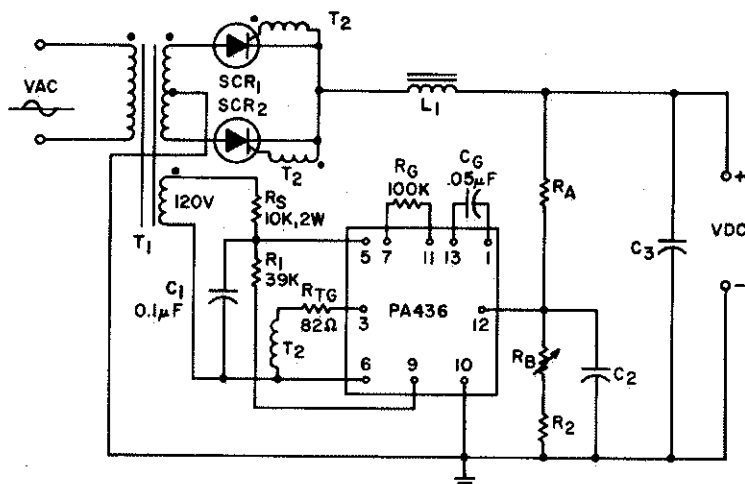 T2
VAC
SCR1
SCR2
L1
T2
RG
100K
CG
.05μF
RA
+
120V
RS
10K, 2W
T1
5
7
11
13
1
C3
VDC
R1
39K
C1
0.1μF
RTG
82Ω
3
PA436
12
T2
RB
C2
6
9
10
R2
−